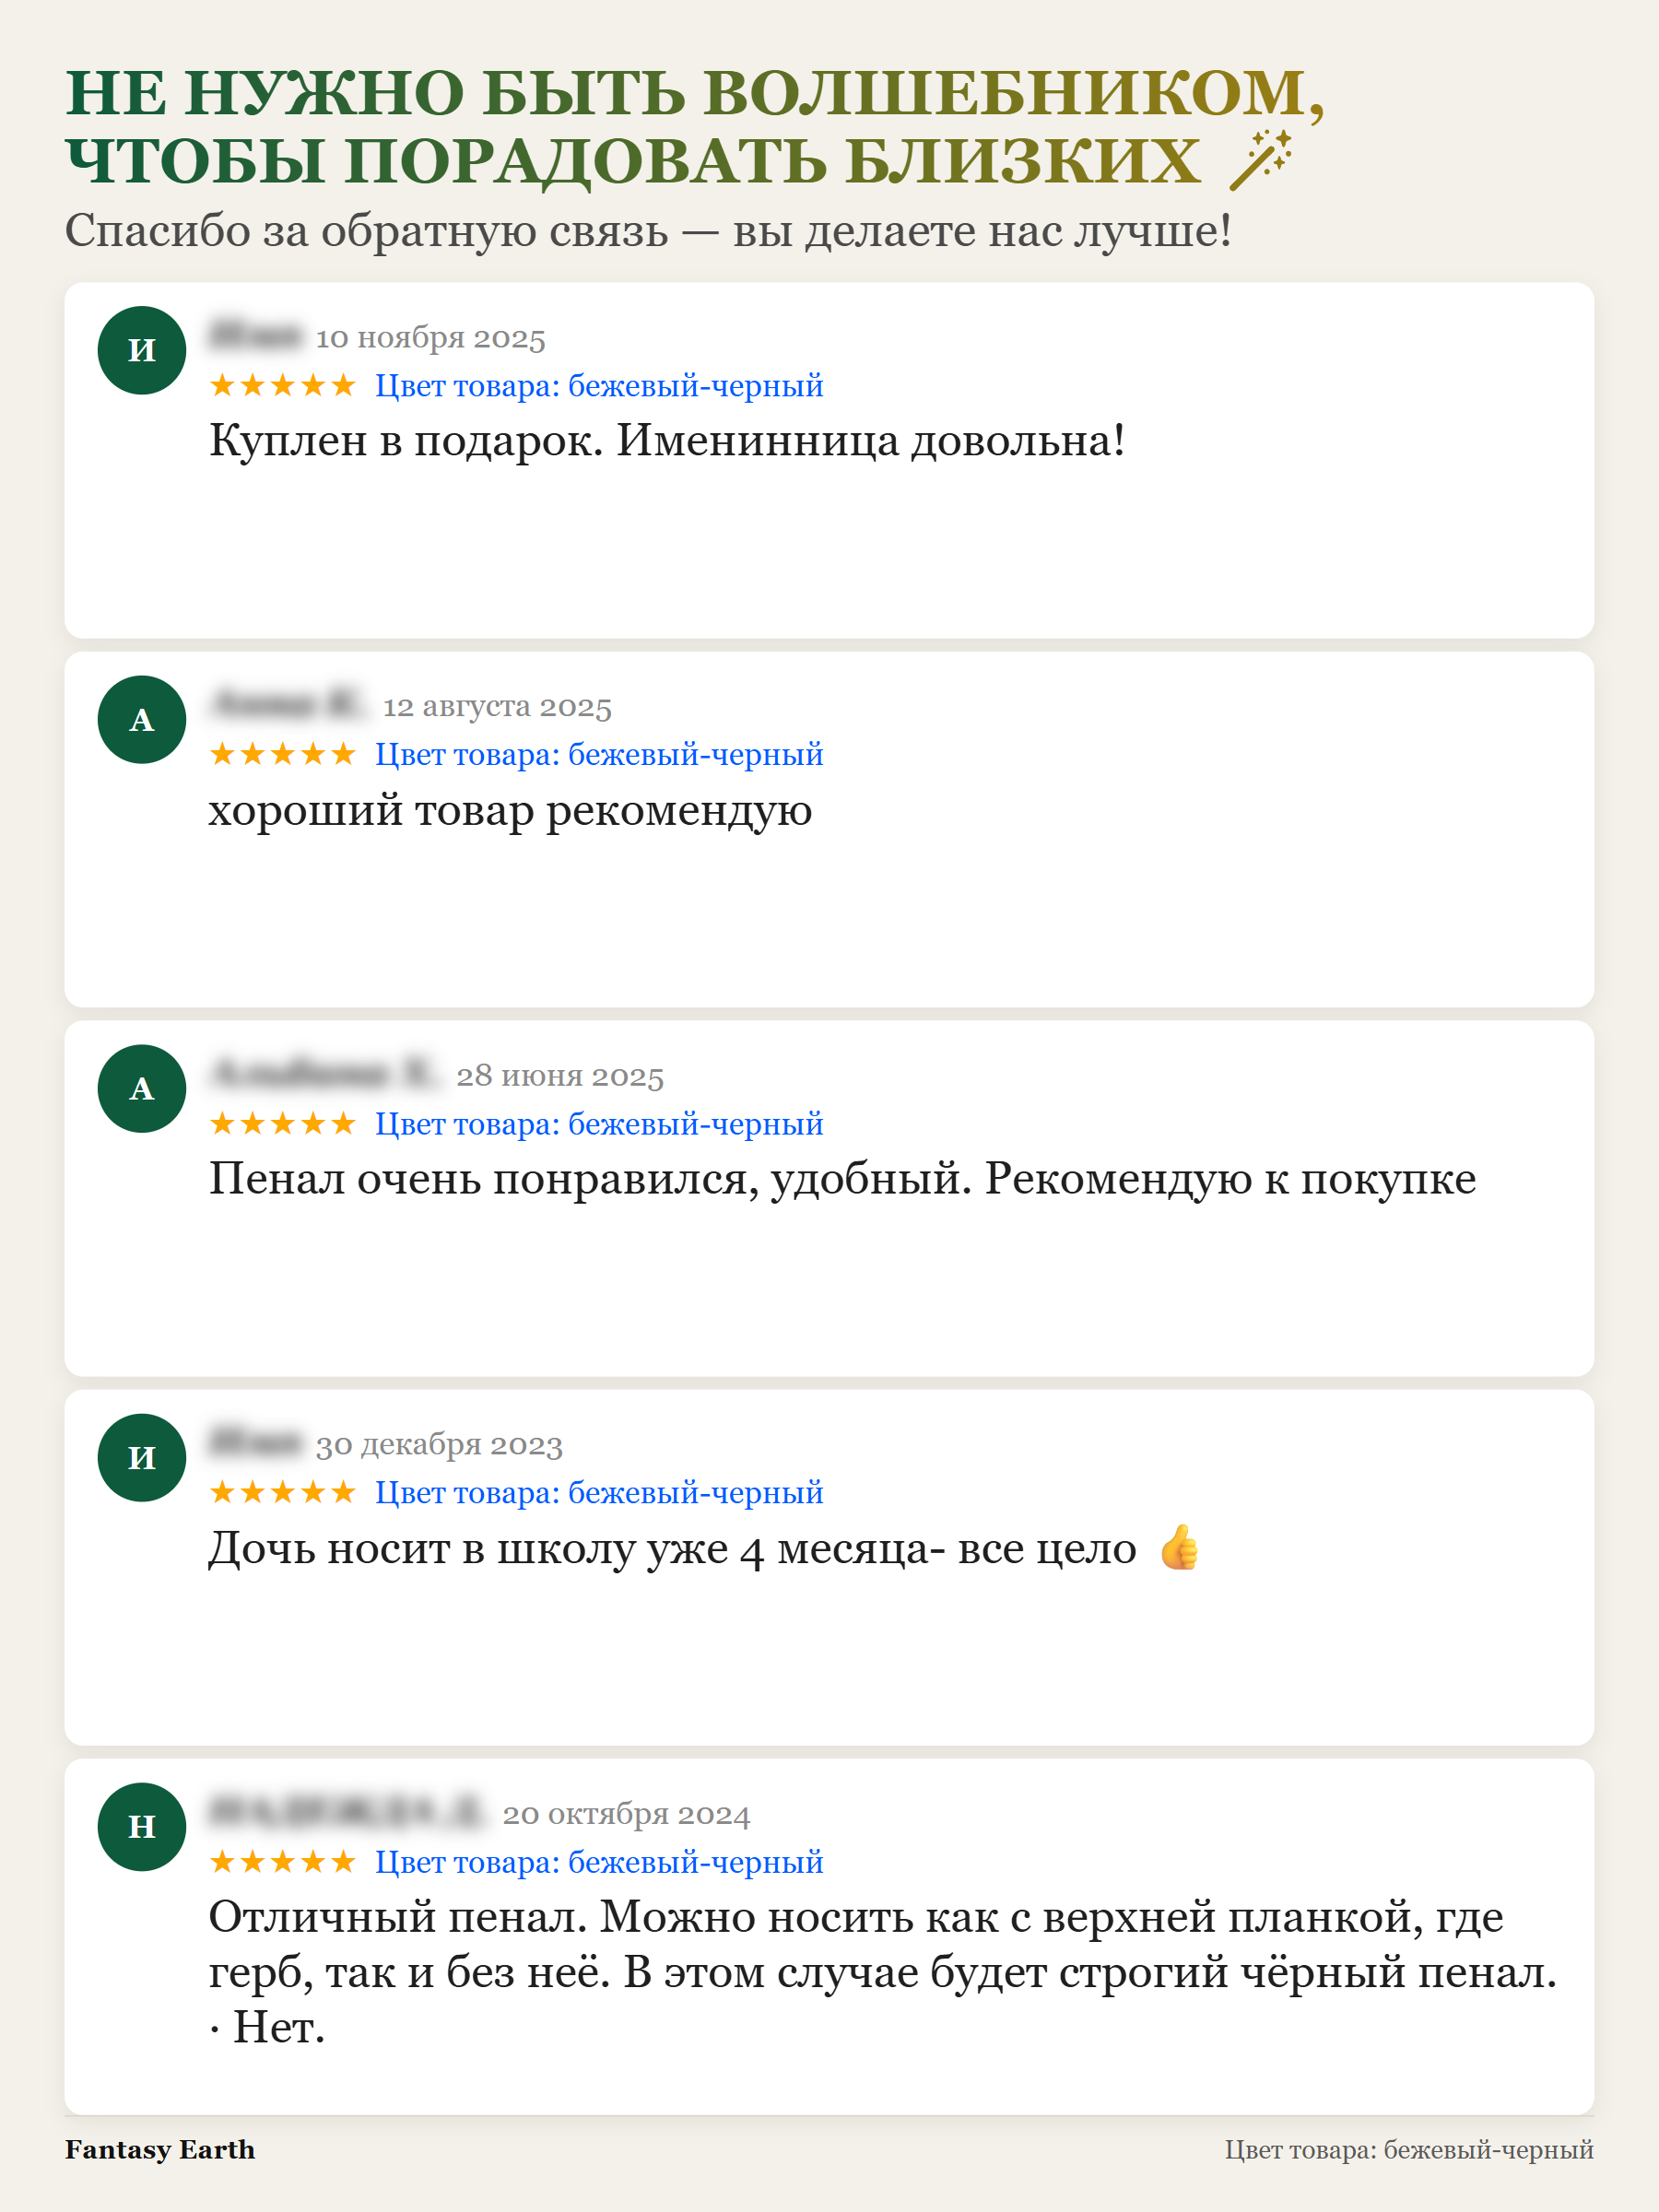 НЕ НУЖНО БЫТЬ ВОЛШЕБНИКОМ,
ЧТОБЫ ПОРАДОВАТЬ БЛИЗКИХ
Спасибо за обратную связь — вы делаете нас лучше!
И
10 ноября 2025
★★★★★ Цвет товара: бежевый-черный
Куплен в подарок. Именинница довольна!
А
12 августа 2025
★★★★★ Цвет товара: бежевый-черный
хороший товар рекомендую
А
28 июня 2025
★★★★★ Цвет товара: бежевый-черный
Пенал очень понравился, удобный. Рекомендую к покупке
И
30 декабря 2023
★★★★★ Цвет товара: бежевый-черный
Дочь носит в школу уже 4 месяца- все цело 👍
Н
20 октября 2024
★★★★★ Цвет товара: бежевый-черный
Отличный пенал. Можно носить как с верхней планкой, где
герб, так и без неё. В этом случае будет строгий чёрный пенал.
· Нет.
Fantasy Earth
Цвет товара: бежевый-черный